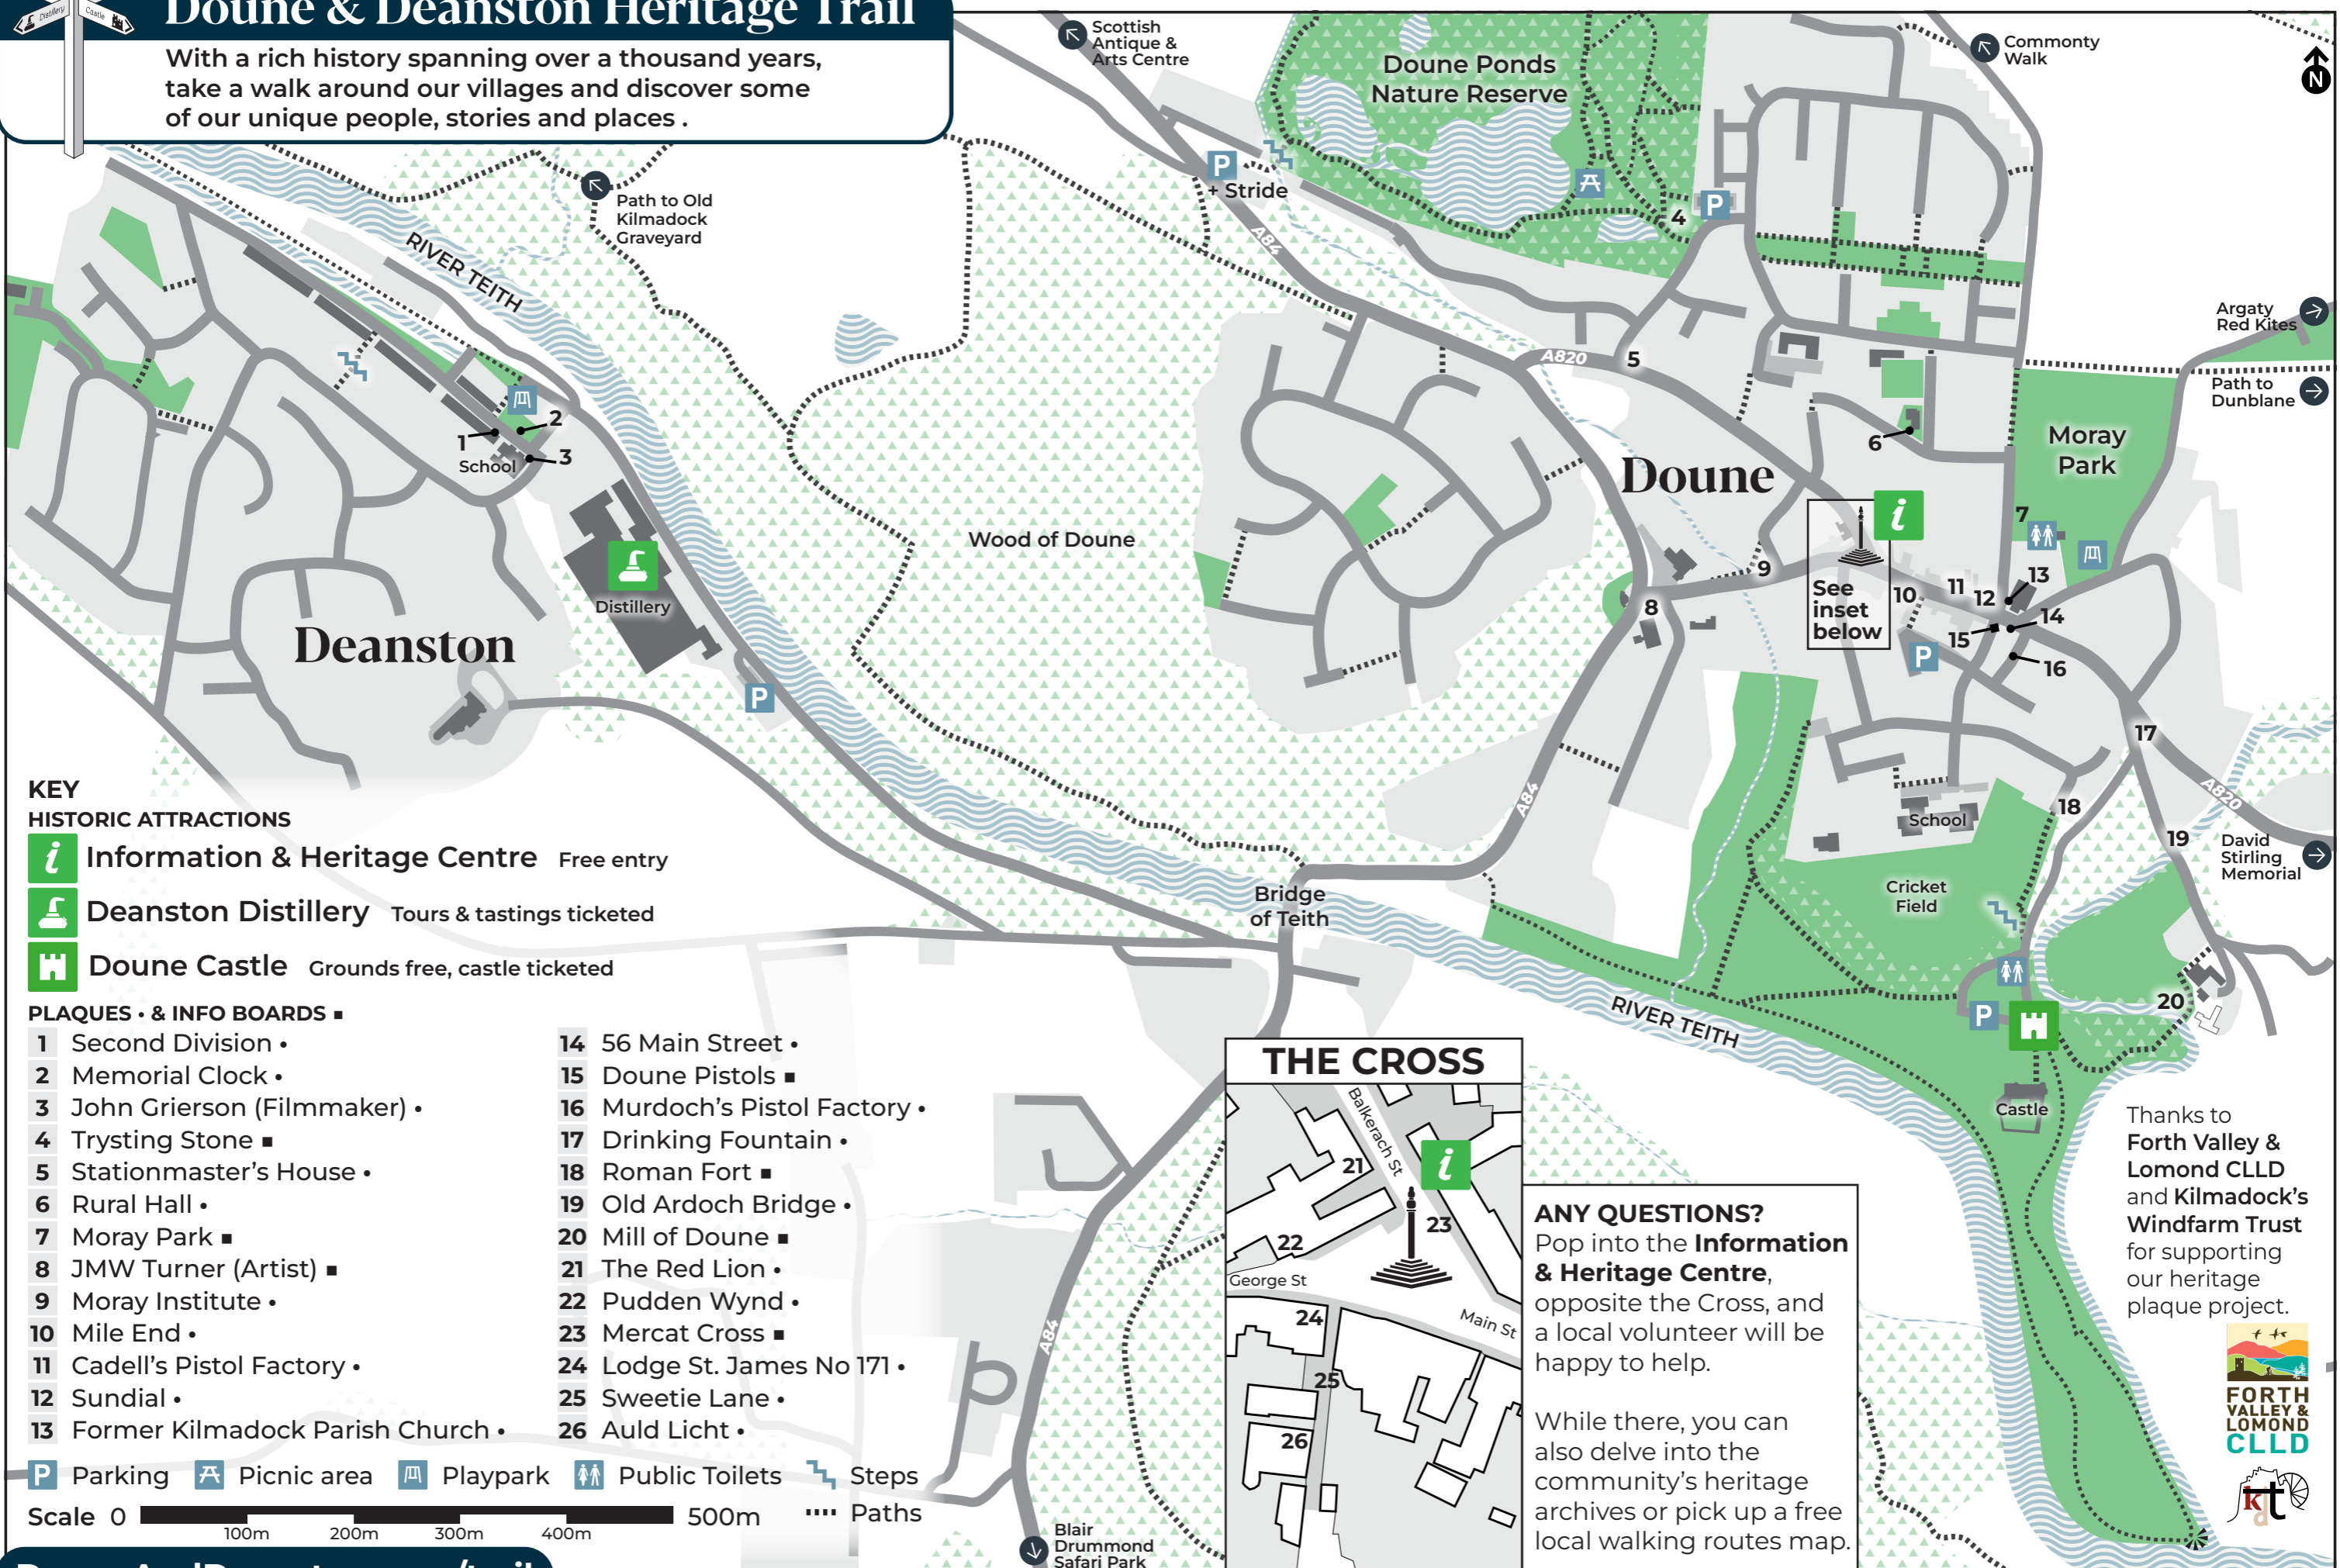 Distillery
Castle
Doune & Deanston Heritage Trail
With a rich history spanning over a thousand years,
take a walk around our villages and discover some
of our unique people, stories and places .
Scottish
Antique &
Arts Centre
Doune Ponds
Nature Reserve
Commonty
Walk
N
Path to Old
Kilmadock
Graveyard
P
+ Stride
4
P
RIVER TEITH
A84
Argaty
Red Kites
A820
5
Path to
Dunblane
1
2
3
School
6
Moray
Park
Doune
i
7
Wood of Doune
9
See
inset
below
10
11
12
13
14
15
16
8
P
Distillery
Deanston
P
17
A84
A820
18
School
19
David
Stirling
Memorial
Cricket
Field
Bridge
of Teith
20
P
RIVER TEITH
Castle
KEY
HISTORIC ATTRACTIONS
i Information & Heritage Centre Free entry
Deanston Distillery Tours & tastings ticketed
Doune Castle Grounds free, castle ticketed
PLAQUES • & INFO BOARDS ■
1 Second Division •
2 Memorial Clock •
3 John Grierson (Filmmaker) •
4 Trysting Stone ■
5 Stationmaster's House •
6 Rural Hall •
7 Moray Park ■
8 JMW Turner (Artist) ■
9 Moray Institute •
10 Mile End •
11 Cadell's Pistol Factory •
12 Sundial •
13 Former Kilmadock Parish Church •
14 56 Main Street •
15 Doune Pistols ■
16 Murdoch's Pistol Factory •
17 Drinking Fountain •
18 Roman Fort ■
19 Old Ardoch Bridge •
20 Mill of Doune ■
21 The Red Lion •
22 Pudden Wynd •
23 Mercat Cross ■
24 Lodge St. James No 171 •
25 Sweetie Lane •
26 Auld Licht •
P Parking Picnic area Playpark Public Toilets Steps
Scale 0 100m 200m 300m 400m 500m Paths
A84
Blair
Drummond
Safari Park
THE CROSS
Balkerach St
21
i
23
22
George St
Main St
24
25
26
ANY QUESTIONS?
Pop into the Information
& Heritage Centre,
opposite the Cross, and
a local volunteer will be
happy to help.
While there, you can
also delve into the
community's heritage
archives or pick up a free
local walking routes map.
Thanks to
Forth Valley &
Lomond CLLD
and Kilmadock's
Windfarm Trust
for supporting
our heritage
plaque project.
FORTH
VALLEY &
LOMOND
CLLD
kdt